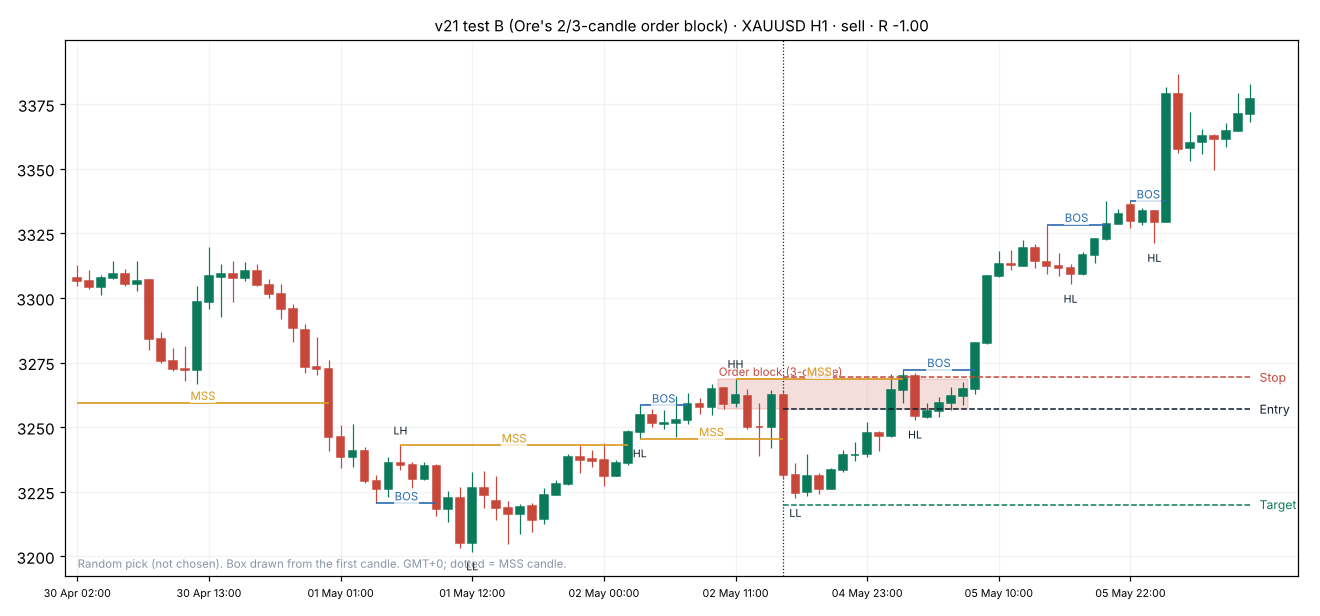 v21 test B (Ore's 2/3-candle order block) · XAUUSD H1 · sell · R -1.00
3375
3350
3325
3300
3275
3250
3225
3200
MSS
LH
BOS
MSS
LL
HL
BOS
MSS
HH
Order block (3-
MSS
LL
BOS
HL
BOS
HL
BOS
HL
Stop
Entry
Target
Random pick (not chosen). Box drawn from the first candle. GMT+0; dotted = MSS candle.
30 Apr 02:00
30 Apr 13:00
01 May 01:00
01 May 12:00
02 May 00:00
02 May 11:00
04 May 23:00
05 May 10:00
05 May 22:00